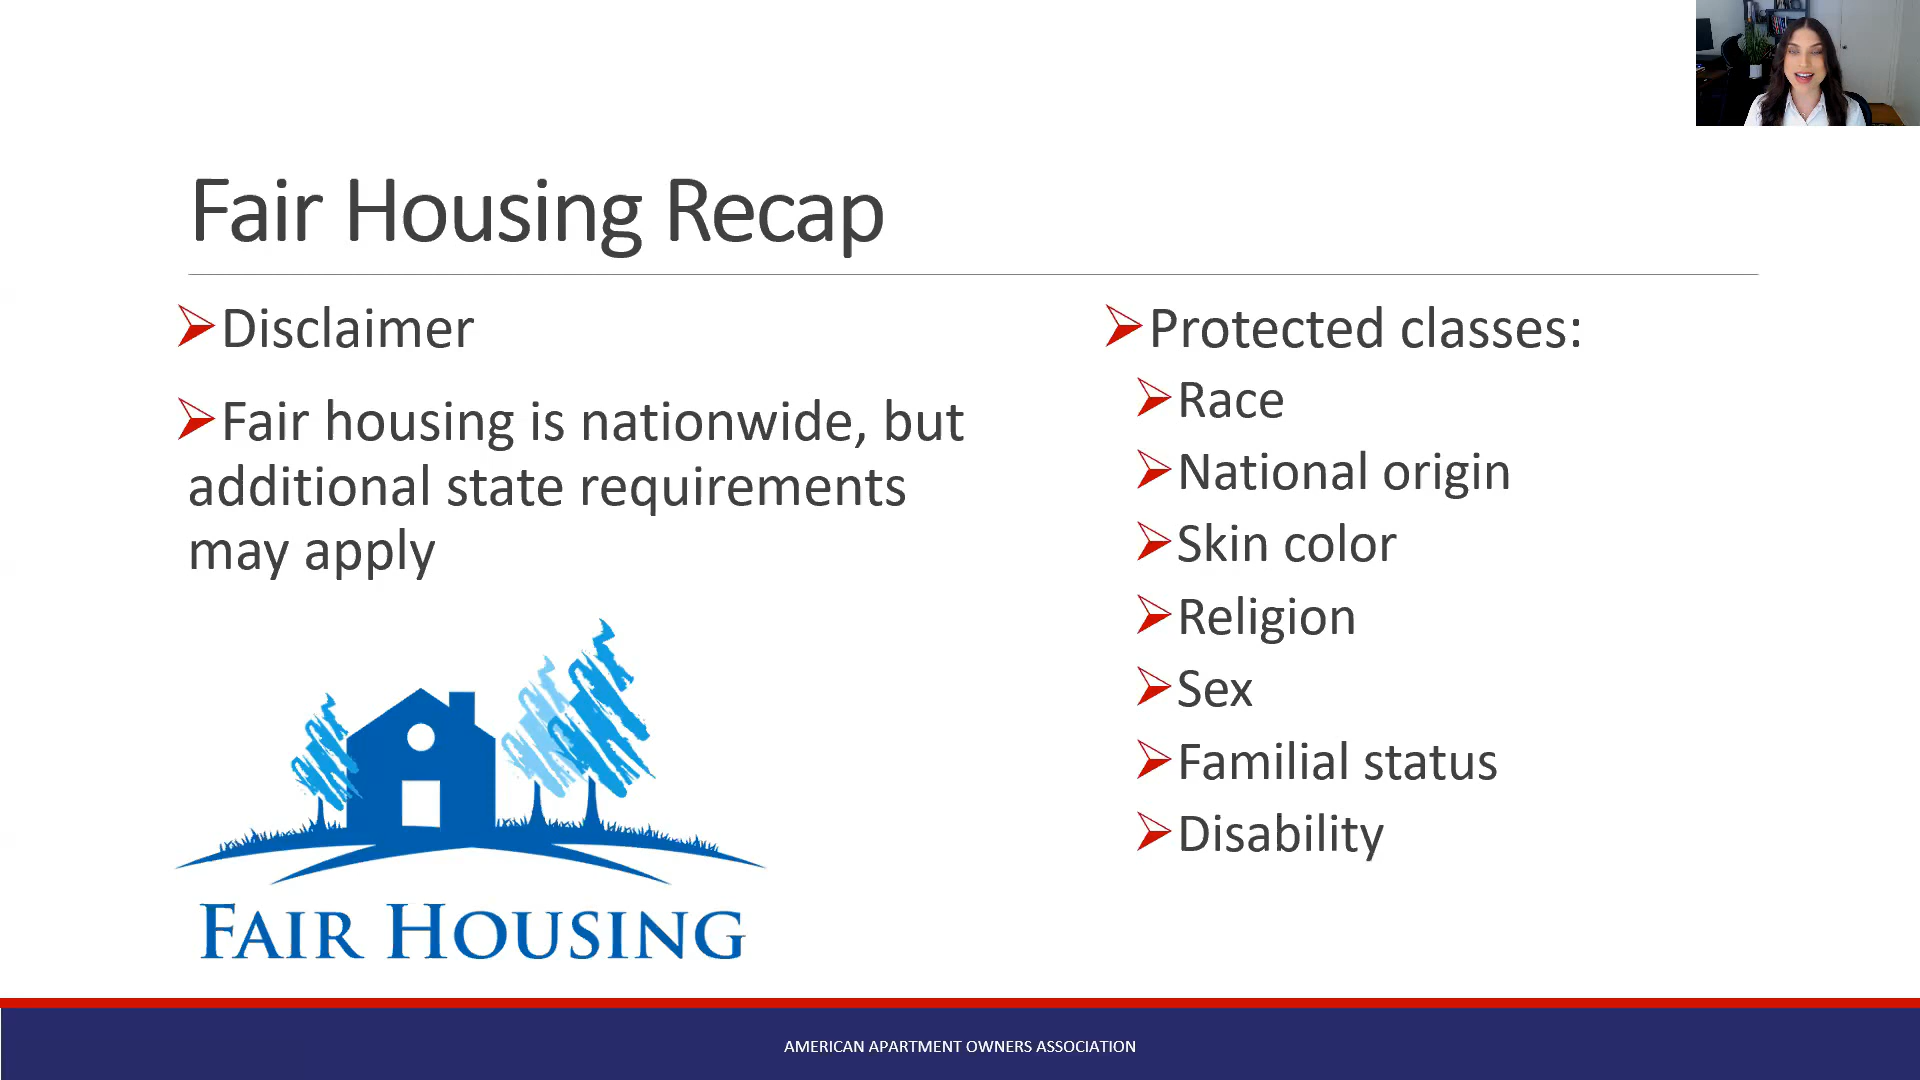 Fair Housing Recap
Disclaimer
Fair housing is nationwide, but
additional state requirements
may apply
FAIR HOUSING
Protected classes:
Race
National origin
Skin color
Religion
Sex
Familial status
Disability
AMERICAN APARTMENT OWNERS ASSOCIATION